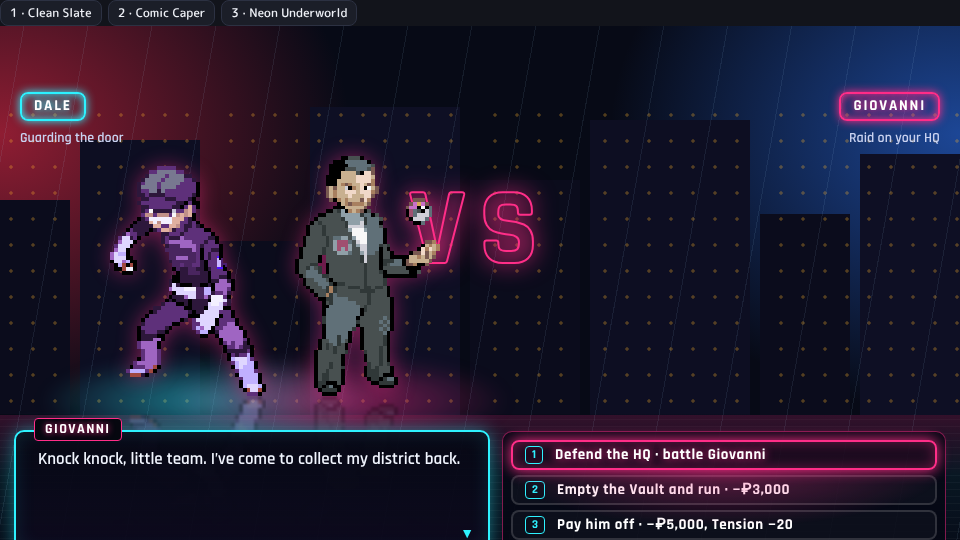 1 · Clean Slate
2 · Comic Caper
3 · Neon Underworld
DALE
Guarding the door
GIOVANNI
Raid on your HQ
VS
GIOVANNI
Knock knock, little team. I've come to collect my district back.
1 Defend the HQ · battle Giovanni
2 Empty the Vault and run · −₽3,000
3 Pay him off · −₽5,000, Tension −20